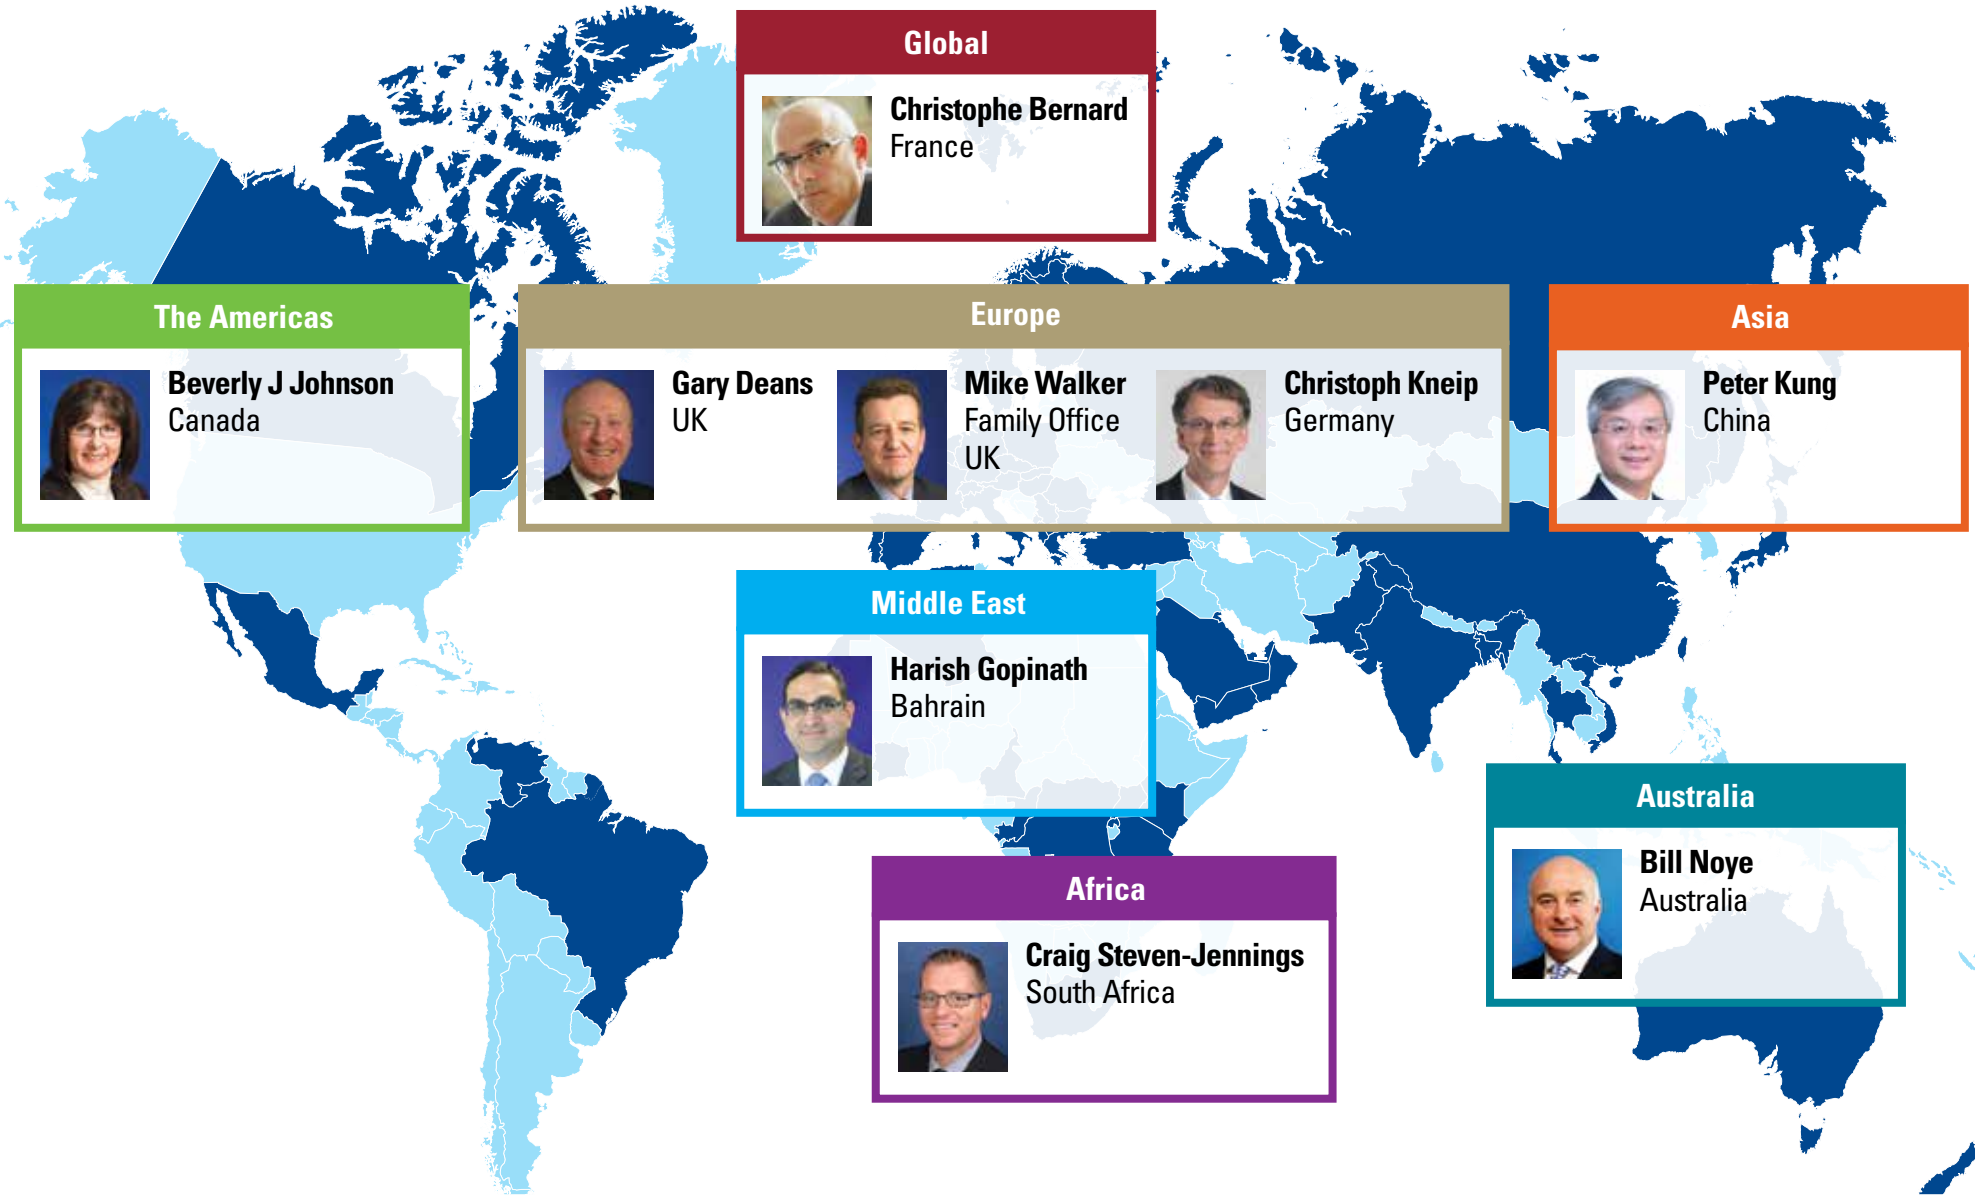 Global
Christophe Bernard
France
The Americas
Beverly J Johnson
Canada
Europe
Gary Deans
UK
Mike Walker
Family Office
UK
Christoph Kneip
Germany
Asia
Peter Kung
China
Middle East
Harish Gopinath
Bahrain
Australia
Bill Noye
Australia
Africa
Craig Steven-Jennings
South Africa